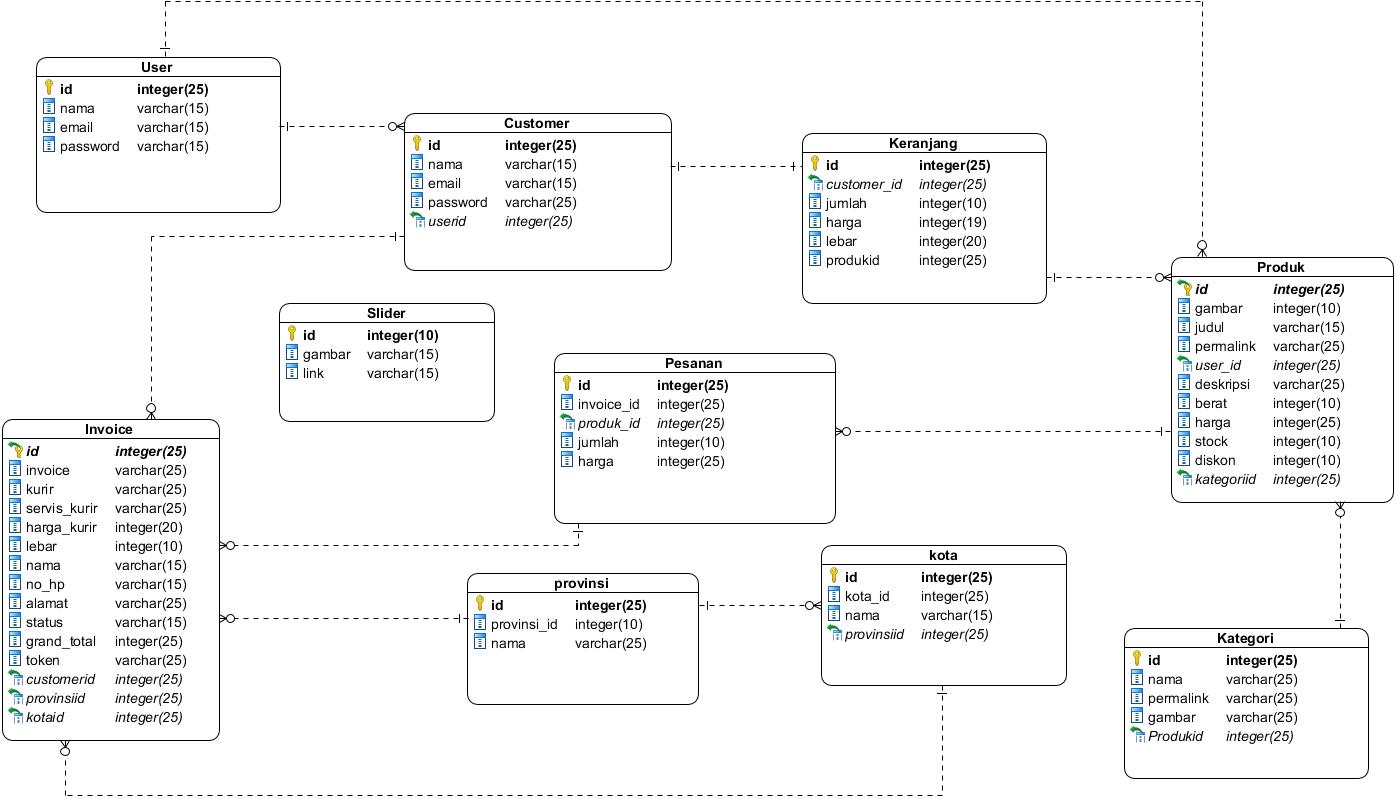 User
id integer(25)
nama varchar(15)
email varchar(15)
password varchar(15)
Customer
id integer(25)
nama varchar(15)
email varchar(15)
password varchar(25)
userid integer(25)
Keranjang
id integer(25)
customer_id integer(25)
jumlah integer(10)
harga integer(19)
lebar integer(20)
produkid integer(25)
Produk
id integer(25)
gambar integer(10)
judul varchar(15)
permalink varchar(25)
user_id integer(25)
deskripsi varchar(25)
berat integer(10)
harga integer(25)
stock integer(10)
diskon integer(10)
kategoriid integer(25)
Slider
id integer(10)
gambar varchar(15)
link varchar(15)
Pesanan
id integer(25)
invoice_id integer(25)
produk_id integer(25)
jumlah integer(10)
harga integer(25)
Invoice
id integer(25)
invoice varchar(25)
kurir varchar(25)
servis_kurir varchar(25)
harga_kurir integer(20)
lebar integer(10)
nama varchar(15)
no_hp varchar(15)
alamat varchar(25)
status varchar(15)
grand_total integer(25)
token varchar(25)
customerid integer(25)
provinsiid integer(25)
kotaid integer(25)
provinsi
id integer(25)
provinsi_id integer(10)
nama varchar(25)
kota
id integer(25)
kota_id integer(25)
nama varchar(15)
provinsiid integer(25)
Kategori
id integer(25)
nama varchar(25)
permalink varchar(25)
gambar varchar(25)
Produkid integer(25)